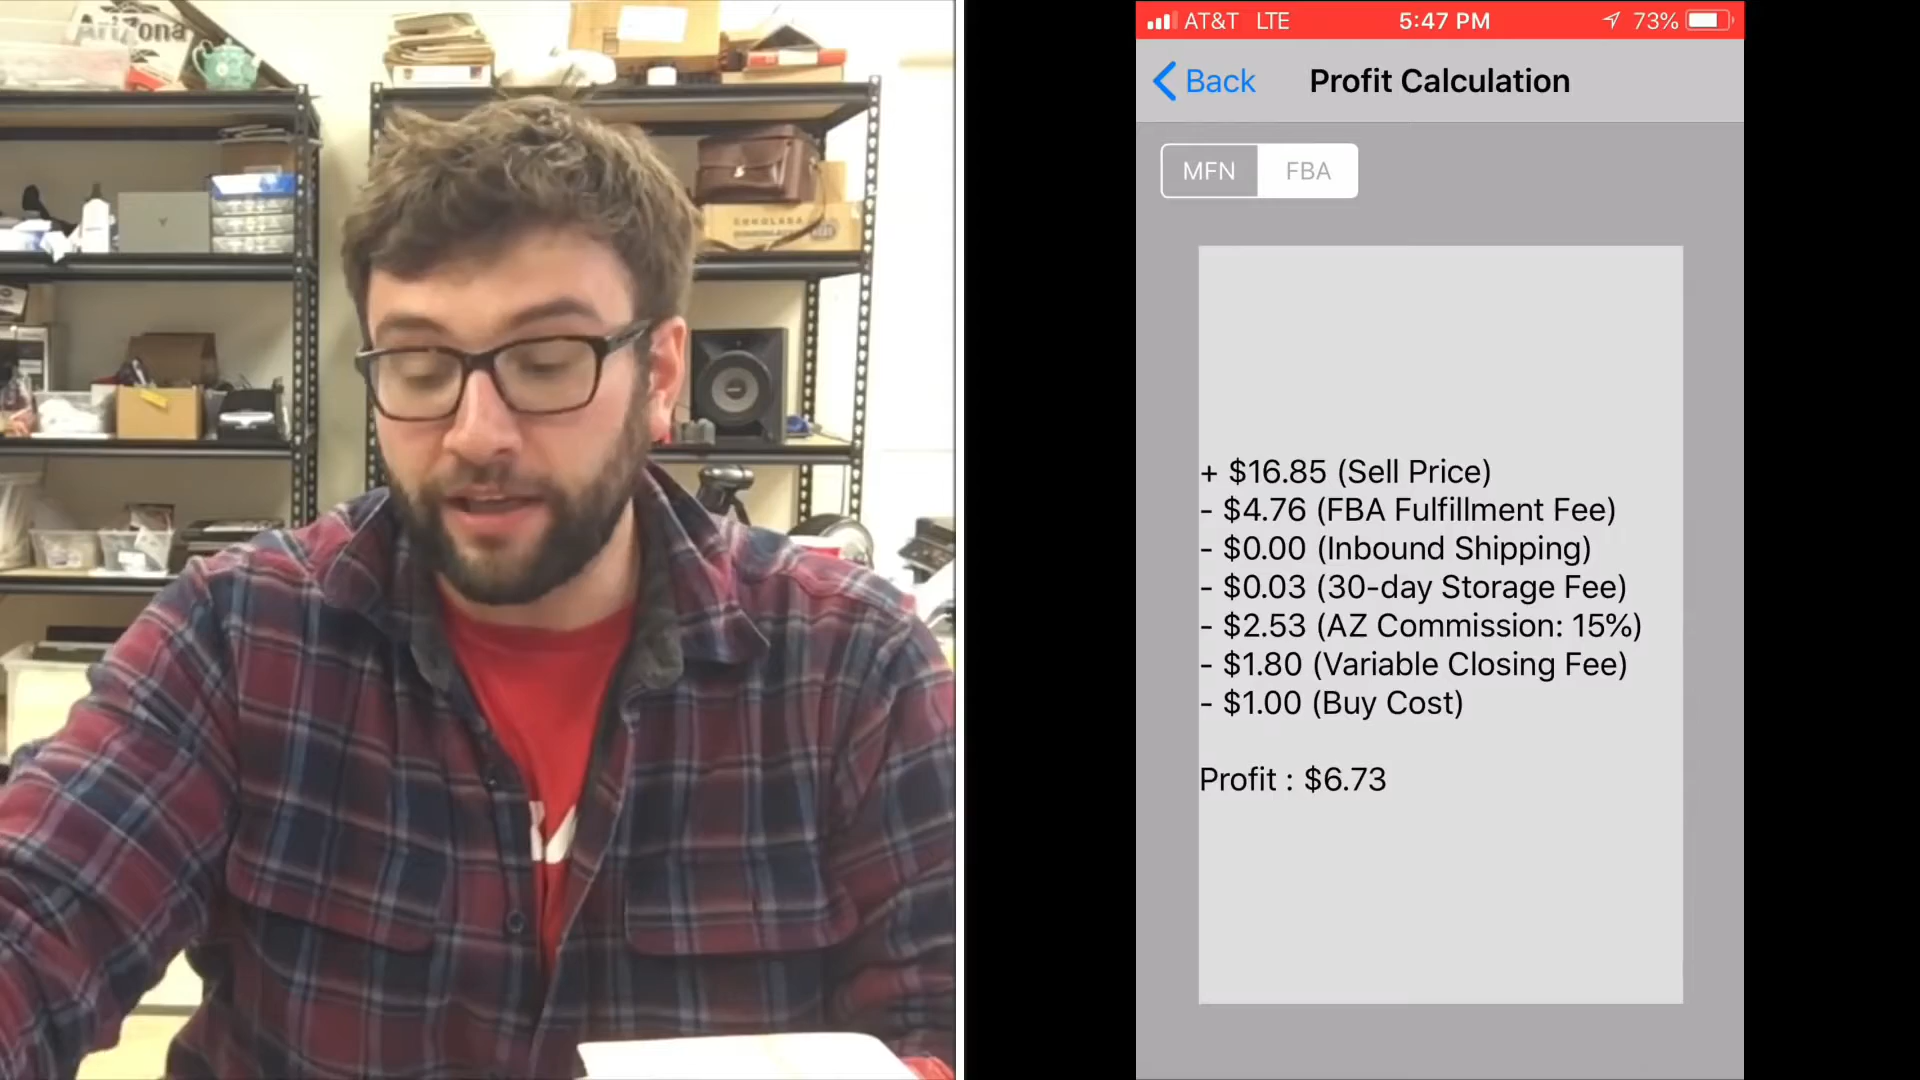 Arizona
AT&T LTE 5:47 PM 73%
Back Profit Calculation
MFN FBA
+ $16.85 (Sell Price)
- $4.76 (FBA Fulfillment Fee)
- $0.00 (Inbound Shipping)
- $0.03 (30-day Storage Fee)
- $2.53 (AZ Commission: 15%)
- $1.80 (Variable Closing Fee)
- $1.00 (Buy Cost)
Profit : $6.73